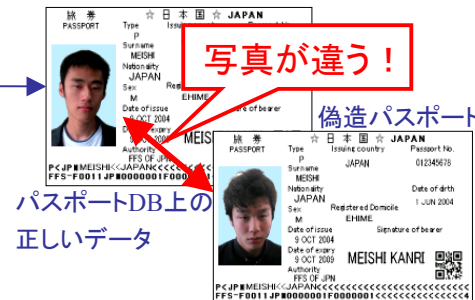 旅 券 ☆ 日 本 国 ☆ JAPAN
PASSPORT Type
P
Surname
MEISHI
Nationality
JAPAN
Sex
M EHIME
Date of issue
9 OCT 2004
MEIS
Authority
FFS OF JPN
P<JPNMEISHI<<JAPAN<<<<<<<
写真が違う！
偽造パスポート
パスポートDB上の
正しいデータ
旅 券 ☆ 日 本 国 ☆ JAPAN
PASSPORT Type Issuing country Passport No.
P JAPAN 012345678
Surname
MEISHI
Nationality Date of birth
JAPAN 1 JUN 2004
Sex Registered Domicile
M EHIME
Date of issue Signature of bearer
9 OCT 2004
Date of expiry
9 OCT 2009 MEISHI KANRI
Authority
FFS OF JPN